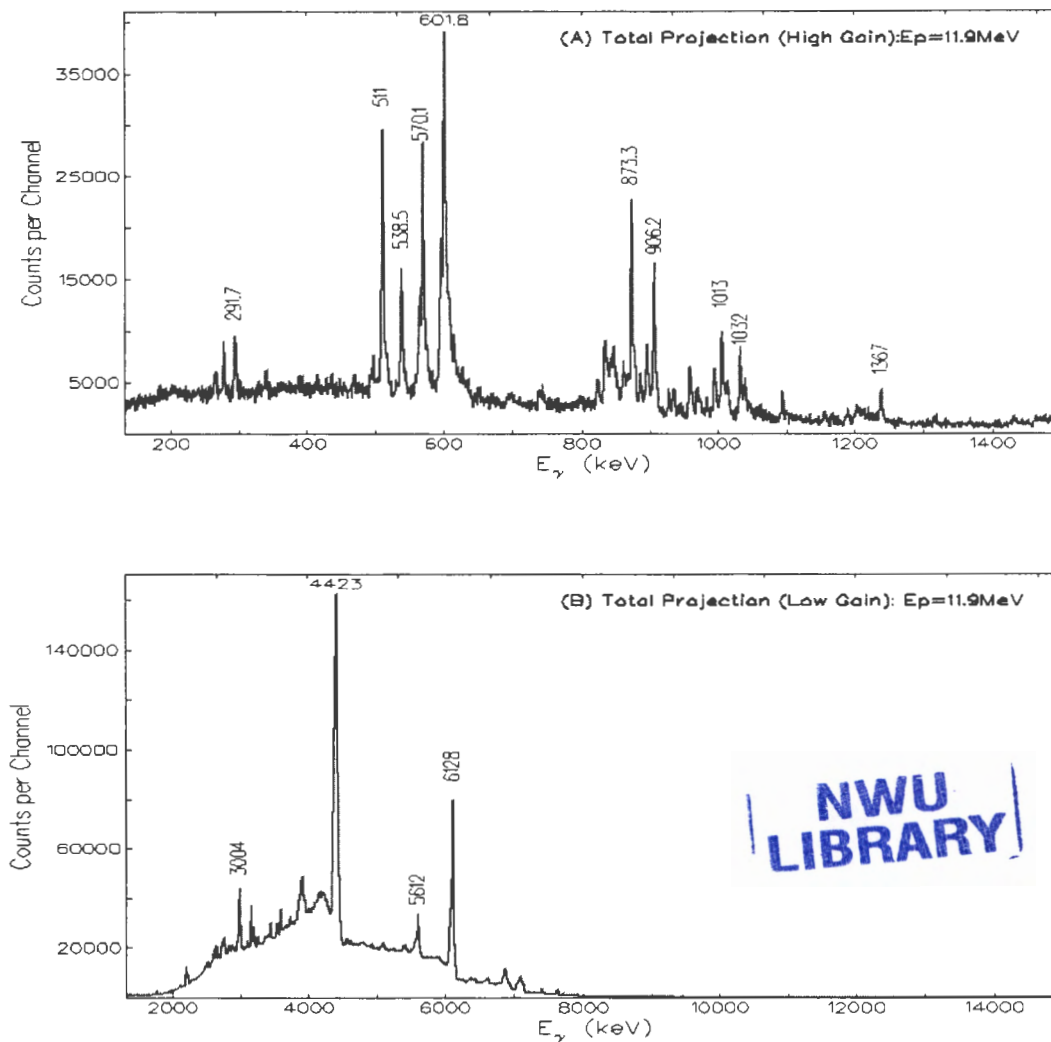 (A) Total Projection (High Gain):Ep=11.9MeV
601.8
511
570.1
538.5
291.7
873.3
906.2
1013
1032
1367
35000
25000
15000
5000
Counts per Channel
200 400 600 800 1000 1200 1400
Eγ (keV)
(B) Total Projection (Low Gain): Ep=11.9MeV
4423
6128
3004
5612
140000
100000
60000
20000
Counts per Channel
2000 4000 6000 8000 10000 12000 14000
Eγ (keV)
NWU
LIBRARY